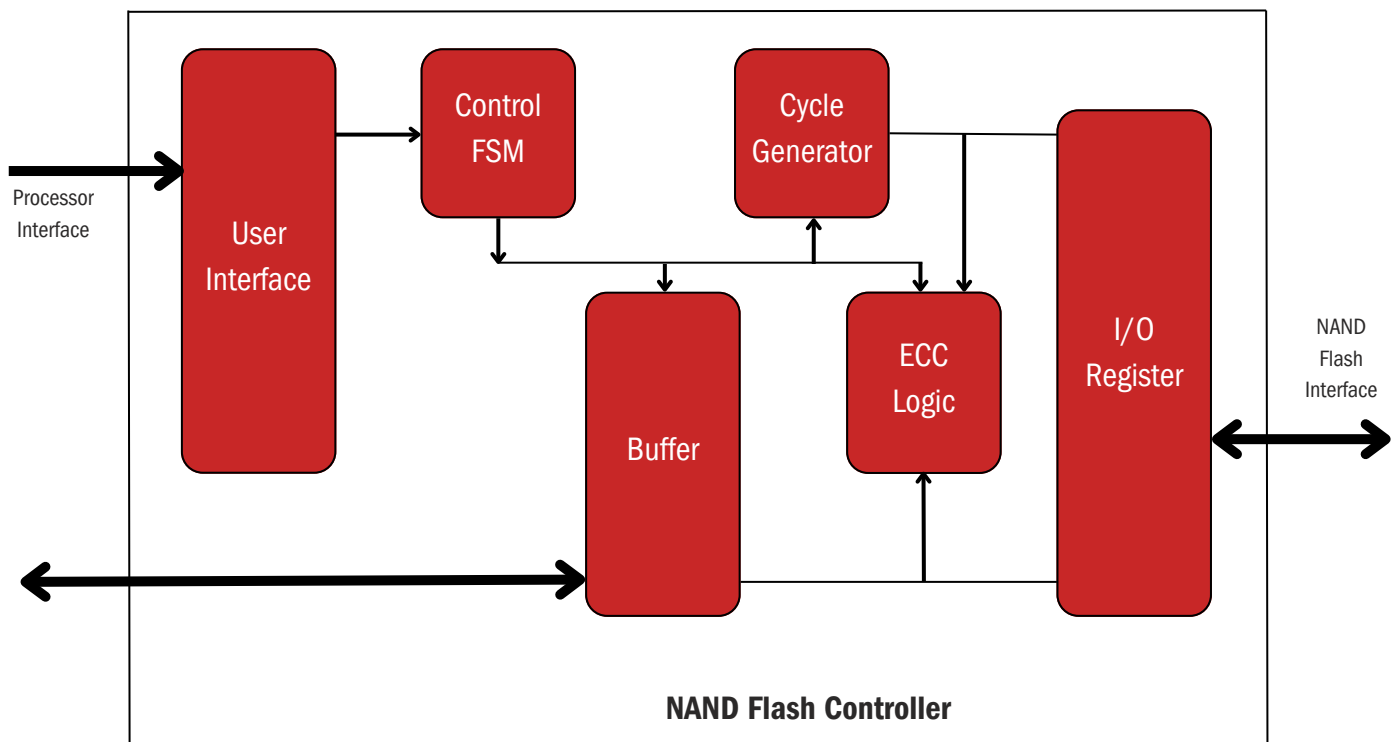 Processor
Interface
User
Interface
Control
FSM
Cycle
Generator
Buffer
ECC
Logic
I/O
Register
NAND
Flash
Interface
NAND Flash Controller